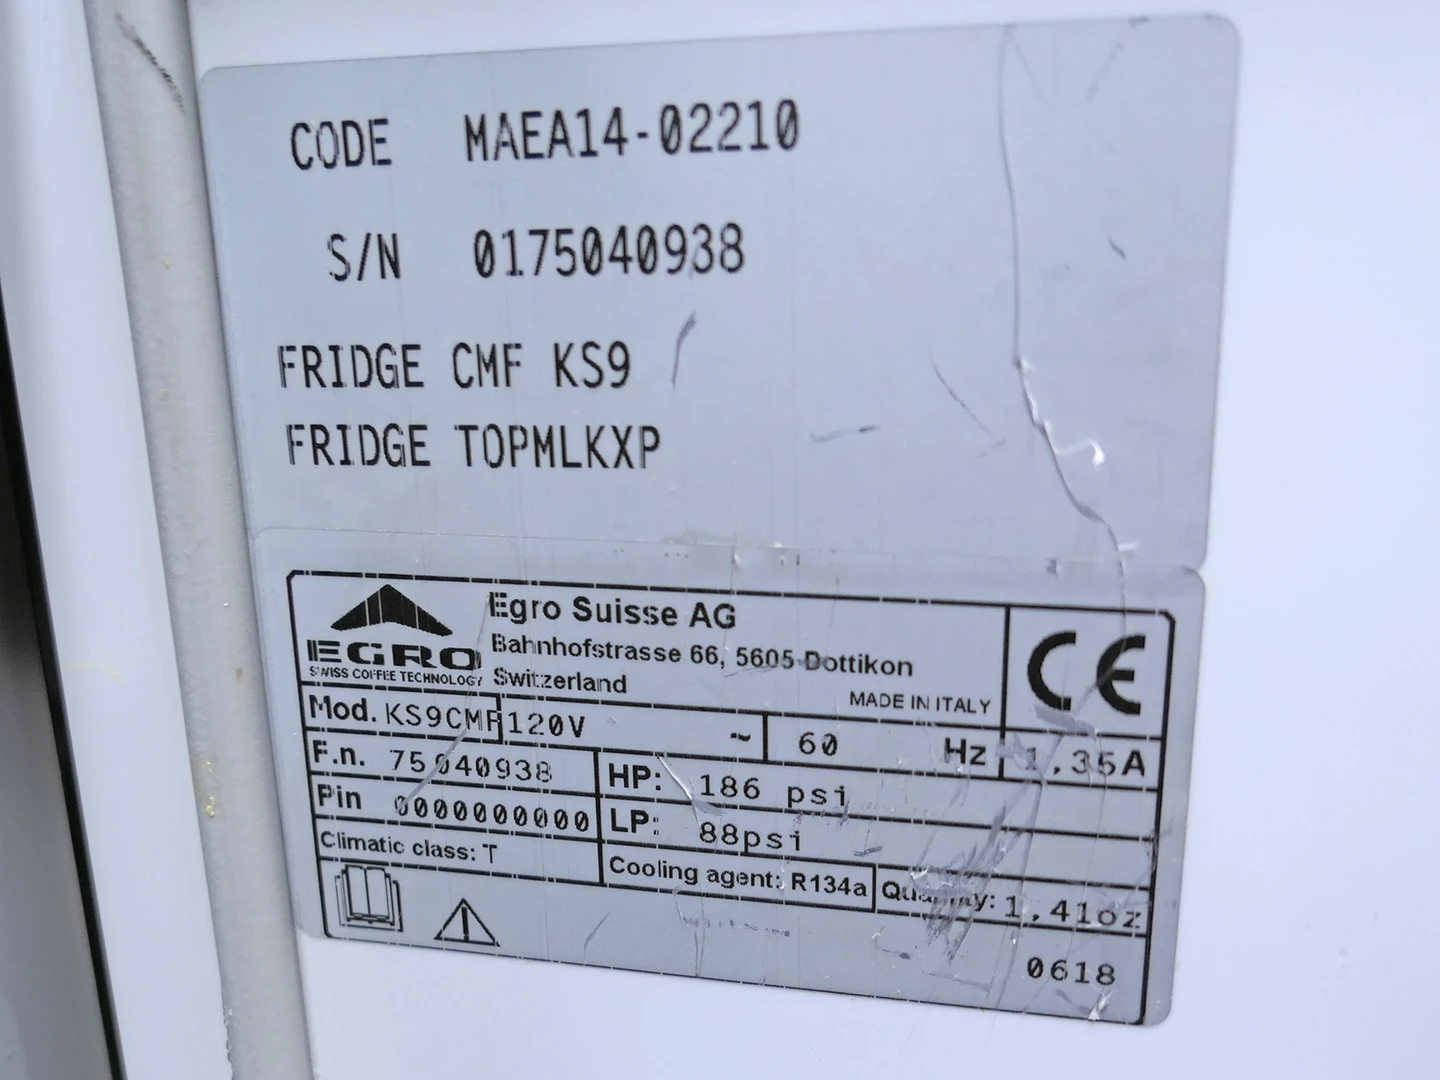 CODE MAEA14-02210
S/N 0175040938
FRIDGE CMF KS9
FRIDGE TOPMLKXP
EGRO
SWISS COFFEE TECHNOLOGY
Egro Suisse AG
Bahnhofstrasse 66, 5605 Dottikon
Switzerland
MADE IN ITALY
CE
Mod. KS9CMF 120V ~ 60 Hz 1,35A
F.n. 75040938 HP: 186 psi
Pin 0000000000 LP: 88psi
Climatic class: T Cooling agent: R134a Quantity: 1,41oz
0618